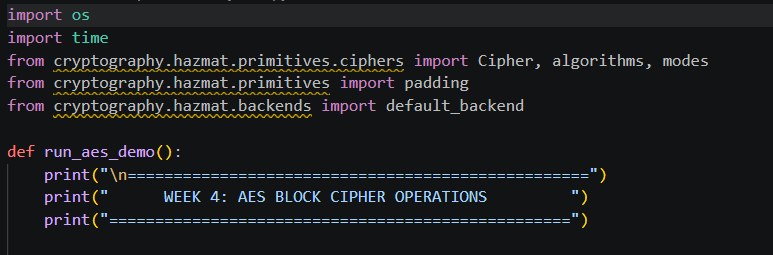 import os
import time
from cryptography.hazmat.primitives.ciphers import Cipher, algorithms, modes
from cryptography.hazmat.primitives import padding
from cryptography.hazmat.backends import default_backend

def run_aes_demo():
    print("\n==================================================")
    print("      WEEK 4: AES BLOCK CIPHER OPERATIONS         ")
    print("==================================================")